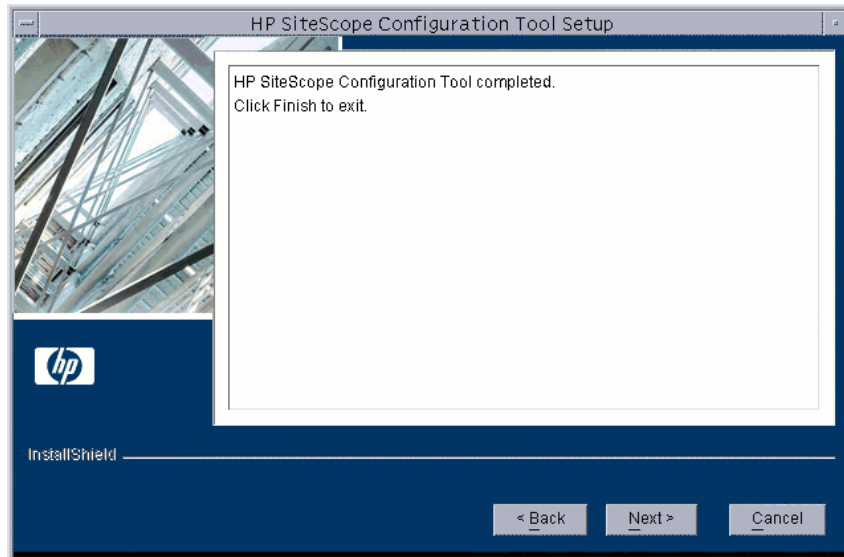 HP SiteScope Configuration Tool Setup
HP SiteScope Configuration Tool completed.
Click Finish to exit.
hp
InstallShield
< Back
Next >
Cancel